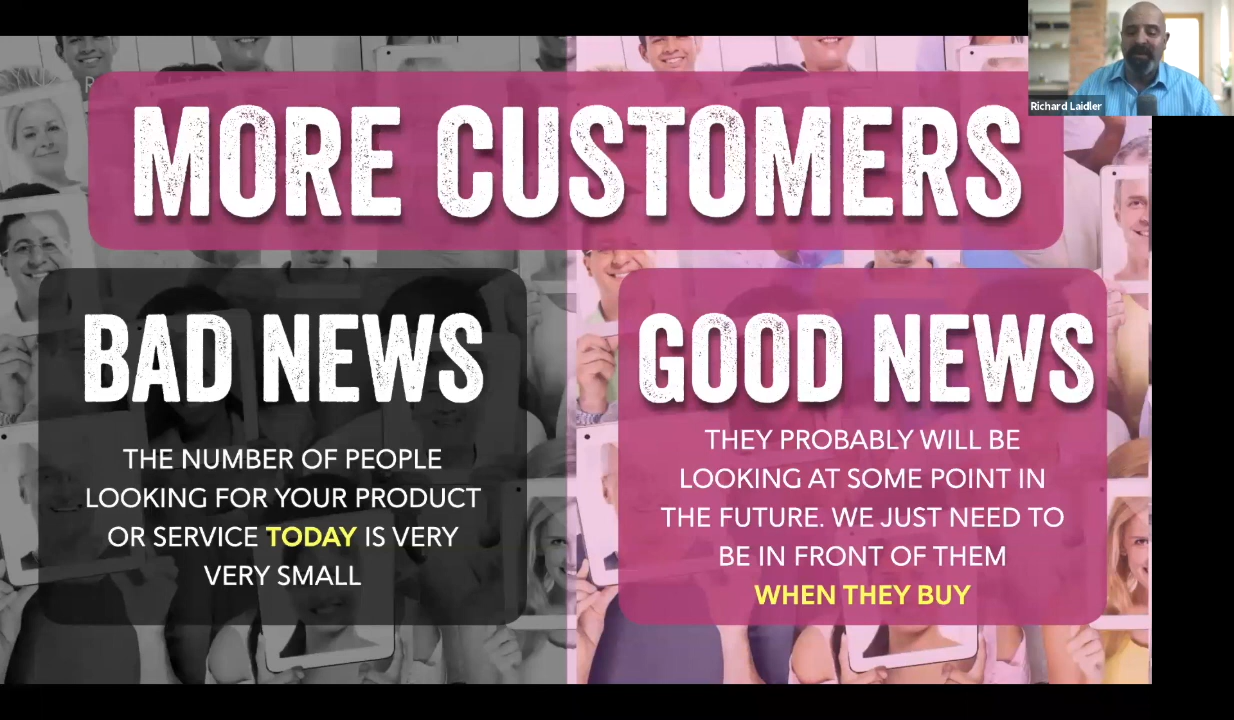 Richard Laidler
MORE CUSTOMERS
BAD NEWS
THE NUMBER OF PEOPLE
LOOKING FOR YOUR PRODUCT
OR SERVICE TODAY IS VERY
VERY SMALL
GOOD NEWS
THEY PROBABLY WILL BE
LOOKING AT SOME POINT IN
THE FUTURE. WE JUST NEED TO
BE IN FRONT OF THEM
WHEN THEY BUY